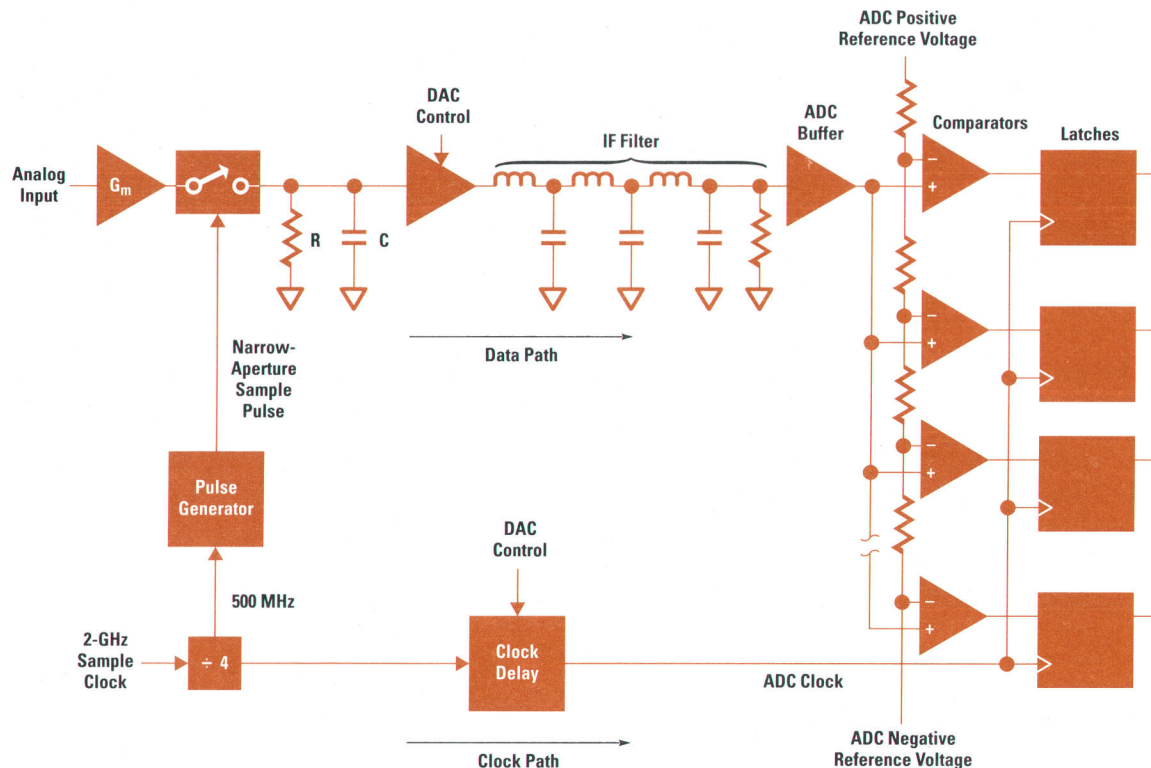 ADC Positive
Reference Voltage
DAC
Control
IF Filter
ADC
Buffer
Comparators
Latches
Analog
Input
Gm
R
C
−
+
−
+
−
+
−
+
Data Path
Narrow-
Aperture
Sample
Pulse
Pulse
Generator
500 MHz
2-GHz
Sample
Clock
÷ 4
DAC
Control
Clock
Delay
ADC Clock
Clock Path
ADC Negative
Reference Voltage